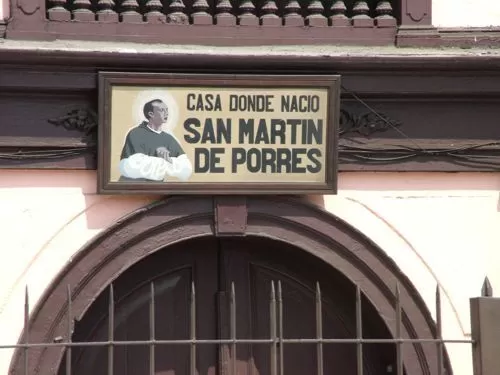 CASA DONDE NACIO
SAN MARTIN
DE PORRES